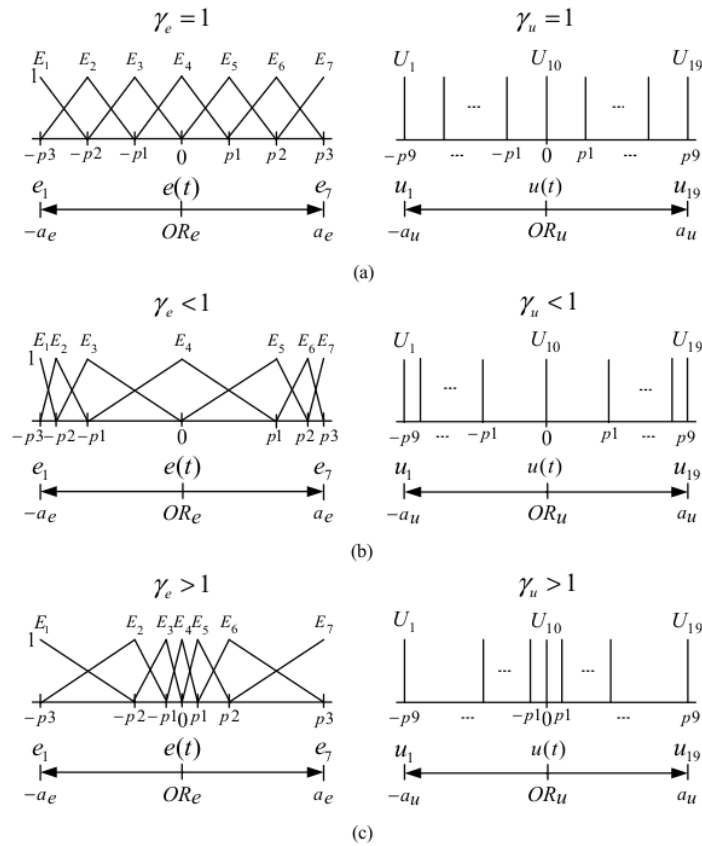 γₑ = 1
γᵤ = 1
E₁ E₂ E₃ E₄ E₅ E₆ E₇
U₁ U₁₀ U₁₉
1
--- ---
−p3 −p2 −p1 0 p1 p2 p3
−p9 --- −p1 0 p1 --- p9
e₁ e(t) e₇
u₁ u(t) u₁₉
−aₑ ORₑ aₑ
−aᵤ ORᵤ aᵤ
(a)
γₑ < 1
γᵤ < 1
E₁ E₂ E₃ E₄ E₅ E₆ E₇
U₁ U₁₀ U₁₉
1
--- ---
−p3 −p2 −p1 0 p1 p2 p3
−p9 --- −p1 0 p1 --- p9
e₁ e(t) e₇
u₁ u(t) u₁₉
−aₑ ORₑ aₑ
−aᵤ ORᵤ aᵤ
(b)
γₑ > 1
γᵤ > 1
E₁ E₂ E₃ E₄ E₅ E₆ E₇
U₁ U₁₀ U₁₉
1
--- ---
−p3 −p2 −p1 0 p1 p2 p3
−p9 --- −p1 0 p1 --- p9
e₁ e(t) e₇
u₁ u(t) u₁₉
−aₑ ORₑ aₑ
−aᵤ ORᵤ aᵤ
(c)